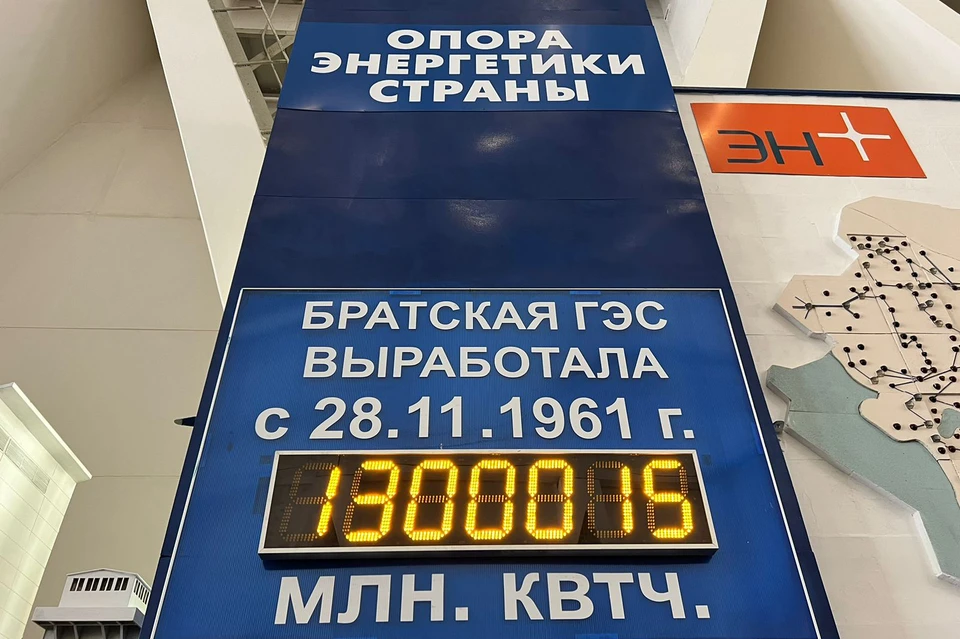 ОПОРА
ЭНЕРГЕТИКИ
СТРАНЫ
ЭН+
БРАТСКАЯ ГЭС
ВЫРАБОТАЛА
с 28.11.1961 г.
1300015
МЛН. КВТЧ.